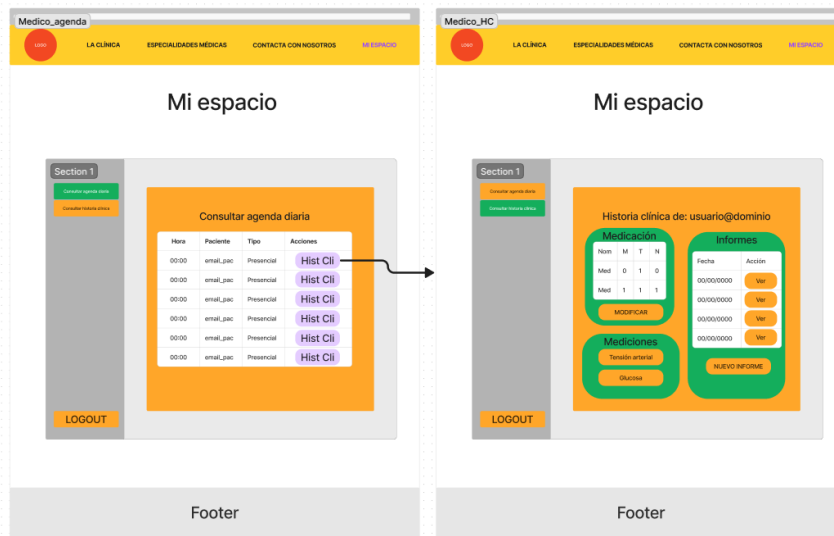 Medico_agenda
LOGO LA CLÍNICA ESPECIALIDADES MÉDICAS CONTACTA CON NOSOTROS MI ESPACIO
Mi espacio
Section 1
Consultar agenda diaria
Consultar historia clínica
LOGOUT
Consultar agenda diaria
Hora Paciente Tipo Acciones
00:00 email_pac Presencial Hist Cli
00:00 email_pac Presencial Hist Cli
00:00 email_pac Presencial Hist Cli
00:00 email_pac Presencial Hist Cli
00:00 email_pac Presencial Hist Cli
00:00 email_pac Presencial Hist Cli
Footer
Medico_HC
LOGO LA CLÍNICA ESPECIALIDADES MÉDICAS CONTACTA CON NOSOTROS MI ESPACIO
Mi espacio
Section 1
Consultar agenda diaria
Consultar historia clínica
LOGOUT
Historia clínica de: usuario@dominio
Medicación
Nom M T N
Med 0 1 0
Med 1 1 1
MODIFICAR
Mediciones
Tensión arterial
Glucosa
Informes
Fecha Acción
00/00/0000 Ver
00/00/0000 Ver
00/00/0000 Ver
00/00/0000 Ver
NUEVO INFORME
Footer